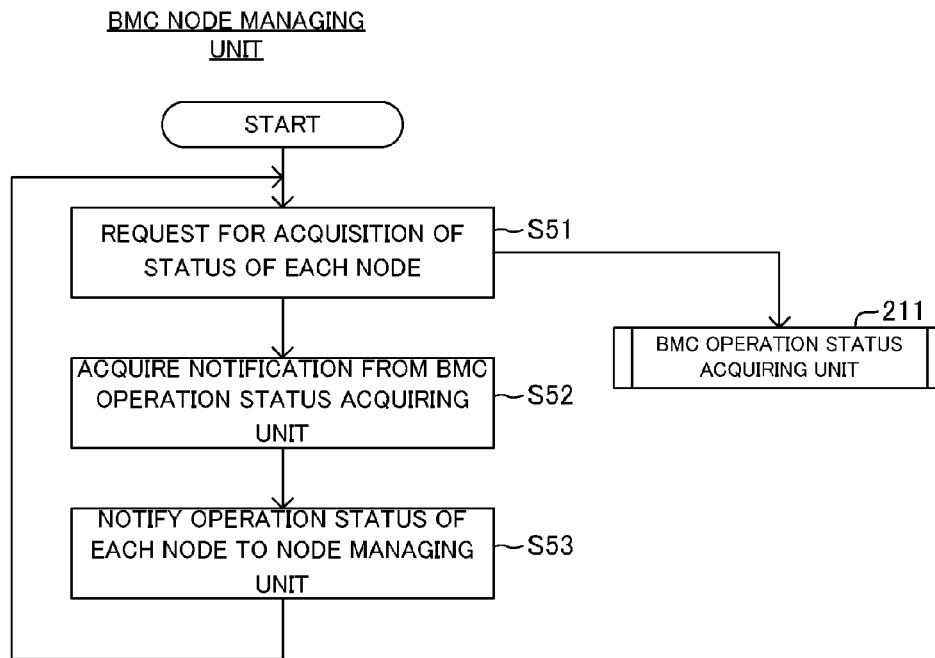 BMC NODE MANAGING
UNIT
START
REQUEST FOR ACQUISITION OF
STATUS OF EACH NODE
S51
211
BMC OPERATION STATUS
ACQUIRING UNIT
ACQUIRE NOTIFICATION FROM BMC
OPERATION STATUS ACQUIRING
UNIT
S52
NOTIFY OPERATION STATUS OF
EACH NODE TO NODE MANAGING
UNIT
S53